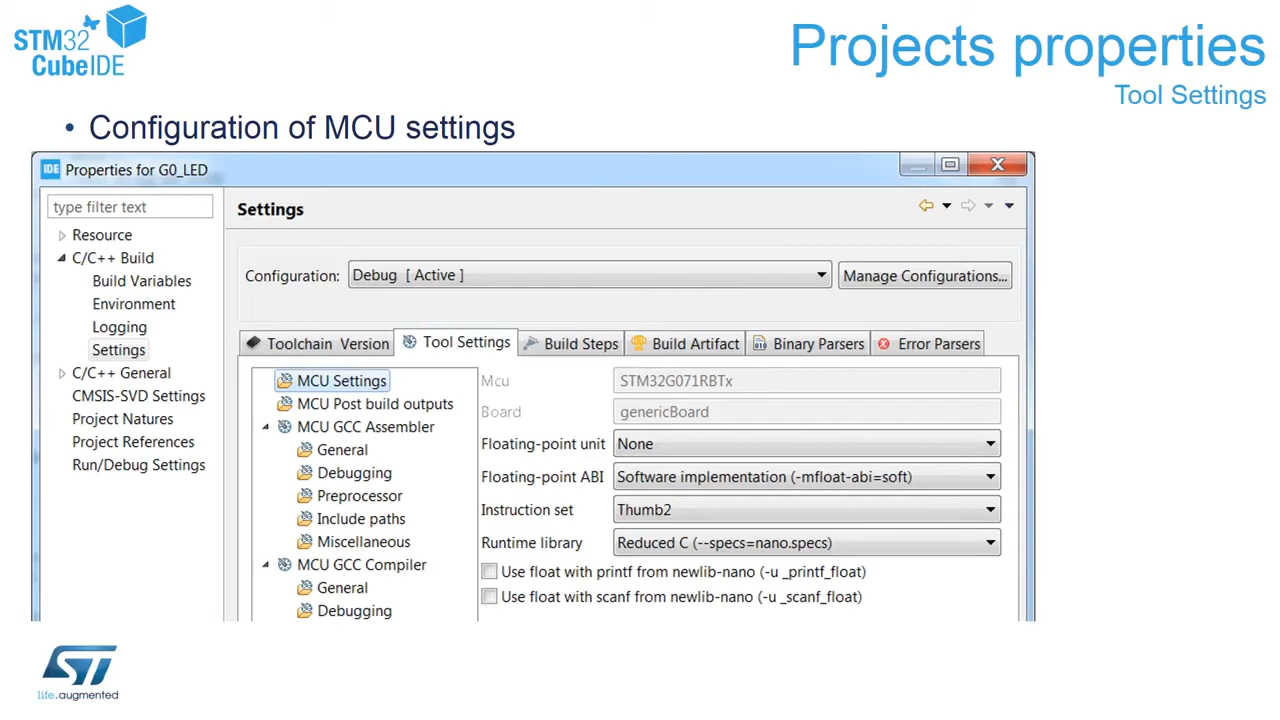 STM32
CubeIDE
Projects properties
Tool Settings
• Configuration of MCU settings
IDE Properties for G0_LED
type filter text
Settings
Resource
C/C++ Build
Build Variables
Environment
Logging
Settings
C/C++ General
CMSIS-SVD Settings
Project Natures
Project References
Run/Debug Settings
Configuration: Debug [ Active ] Manage Configurations...
Toolchain Version Tool Settings Build Steps Build Artifact Binary Parsers Error Parsers
MCU Settings
MCU Post build outputs
MCU GCC Assembler
General
Debugging
Preprocessor
Include paths
Miscellaneous
MCU GCC Compiler
General
Debugging
Mcu STM32G071RBTx
Board genericBoard
Floating-point unit None
Floating-point ABI Software implementation (-mfloat-abi=soft)
Instruction set Thumb2
Runtime library Reduced C (--specs=nano.specs)
Use float with printf from newlib-nano (-u _printf_float)
Use float with scanf from newlib-nano (-u _scanf_float)
ST
life.augmented